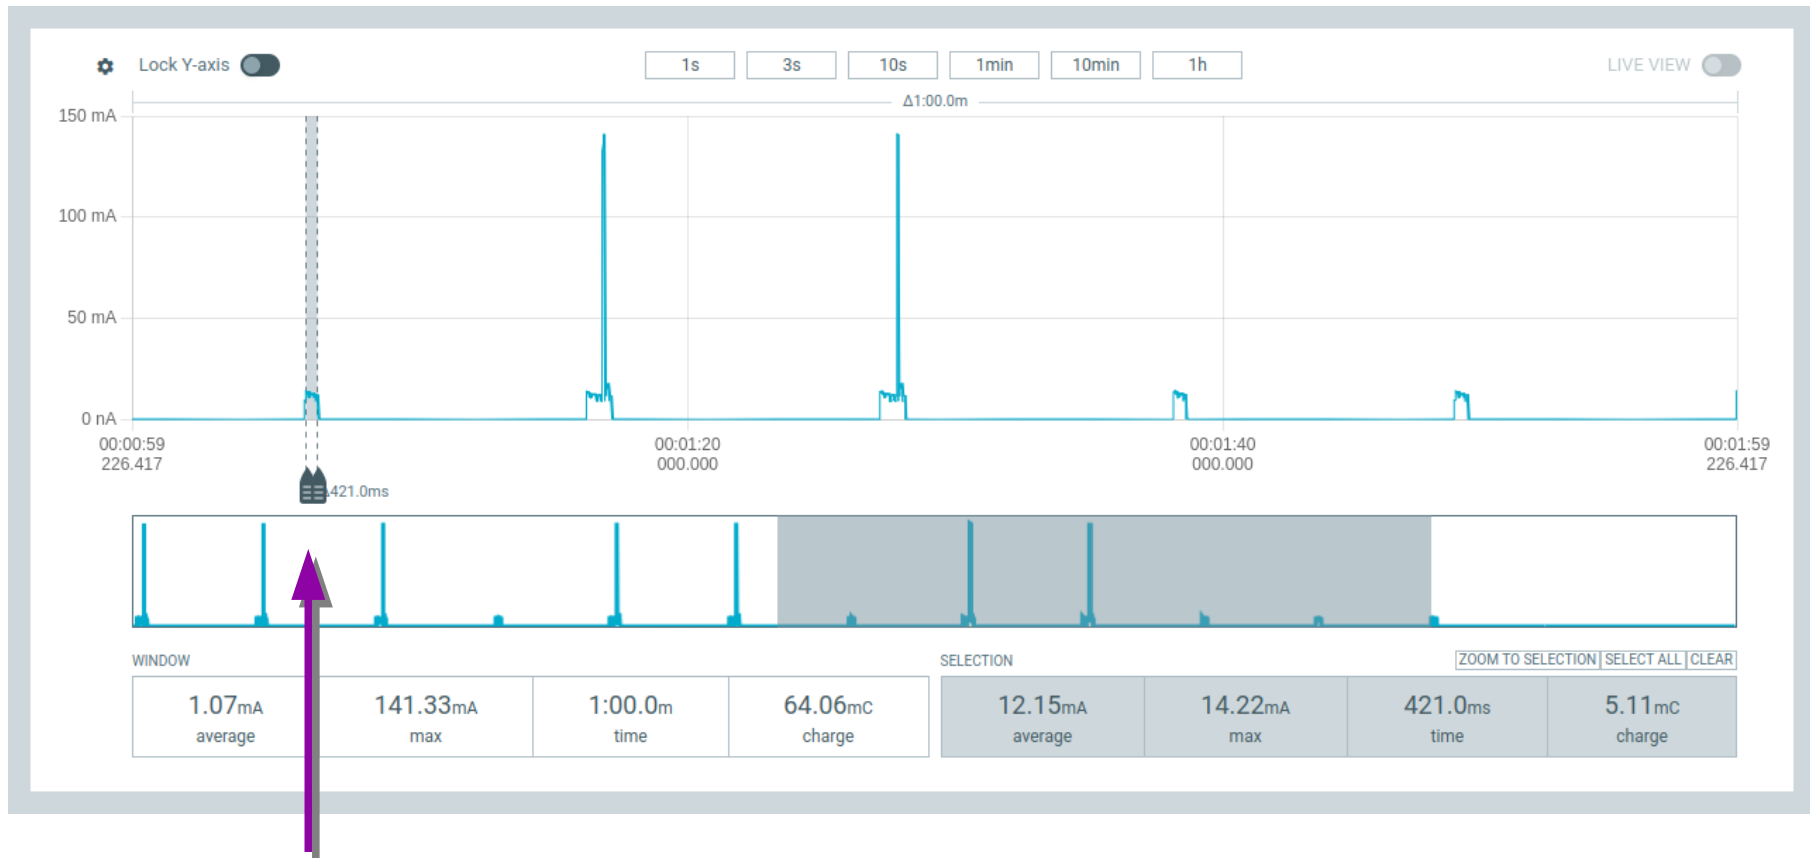 Lock Y-axis 1s 3s 10s 1min 10min 1h LIVE VIEW
Δ1:00.0m
150 mA
100 mA
50 mA
0 nA
00:00:59 00:01:20 00:01:40 00:01:59
226.417 000.000 000.000 226.417
421.0ms
WINDOW SELECTION ZOOM TO SELECTION SELECT ALL CLEAR
1.07mA 141.33mA 1:00.0m 64.06mC 12.15mA 14.22mA 421.0ms 5.11mC
average max time charge average max time charge